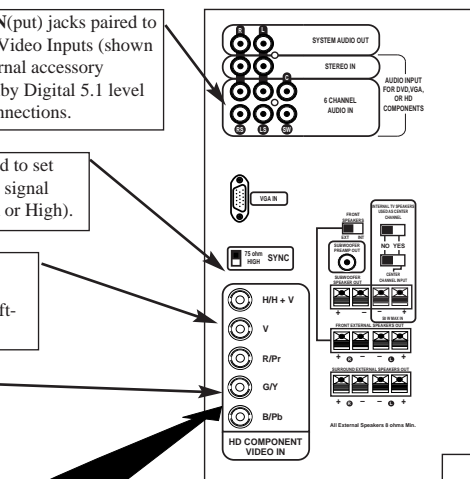 N(put) jacks paired to
Video Inputs (shown
rnal accessory
by Digital 5.1 level
nnections.
d to set
signal
or High).
ft-
R L
SYSTEM AUDIO OUT
STEREO IN
C
6 CHANNEL
AUDIO IN
RS LS SW
AUDIO INPUT
FOR DVD,VGA,
OR HD
COMPONENTS
VGA IN
75 ohm
HIGH
SYNC
H/H + V
V
R/Pr
G/Y
B/Pb
HD COMPONENT
VIDEO IN
FRONT
SPEAKERS
EXT INT
INTERNAL TV SPEAKERS
USED AS CENTER
CHANNEL
NO YES
SUBWOOFER
PREAMP OUT
CENTER
CHANNEL INPUT
SUBWOOFER
SPEAKER OUT
+ – – +
FRONT EXTERNAL SPEAKERS OUT
+ R – – L +
SURROUND EXTERNAL SPEAKERS OUT
+ R – – L +
All External Speakers 8 ohms Min.